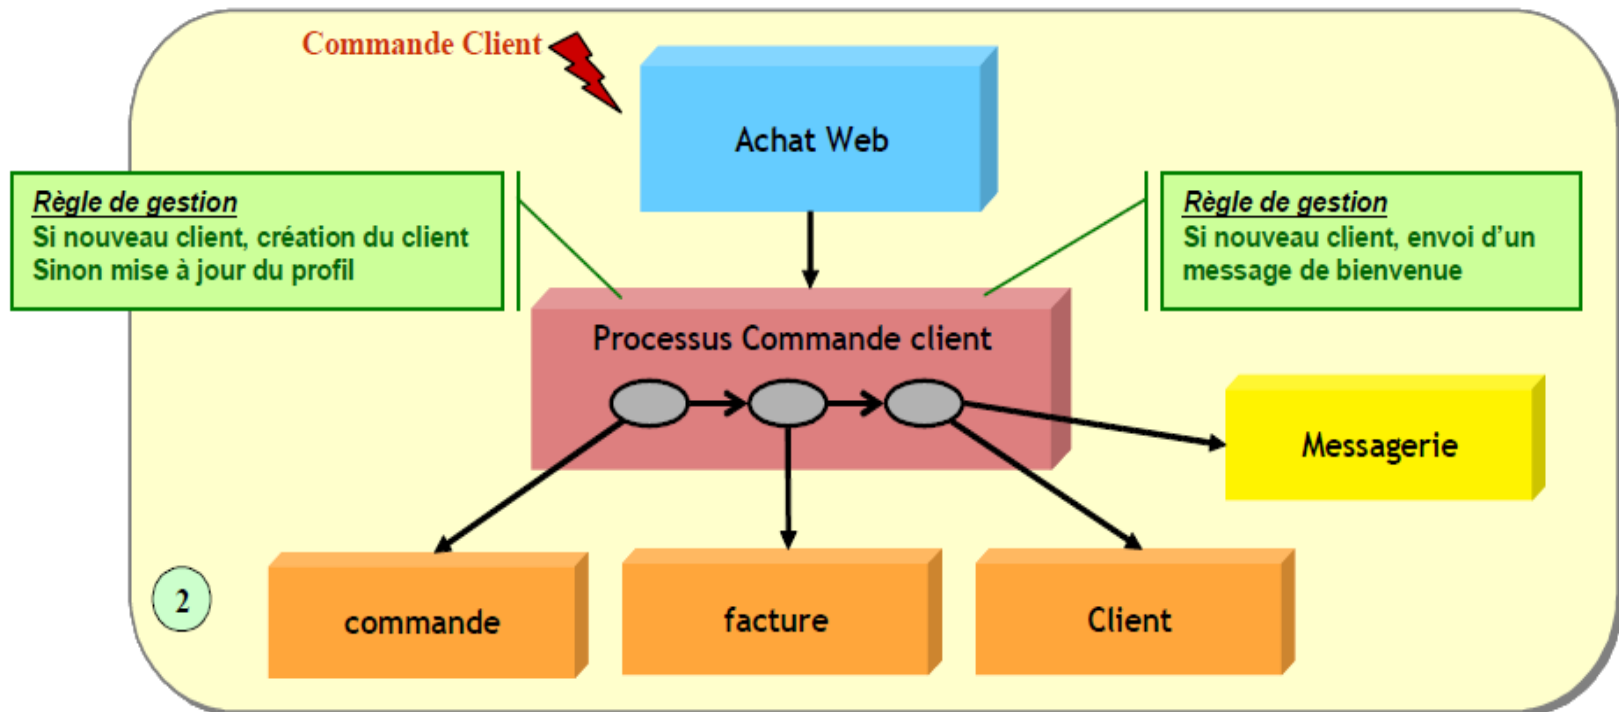 Commande Client
Achat Web
Règle de gestion
Si nouveau client, création du client
Sinon mise à jour du profil
Règle de gestion
Si nouveau client, envoi d'un
message de bienvenue
Processus Commande client
Messagerie
2
commande
facture
Client